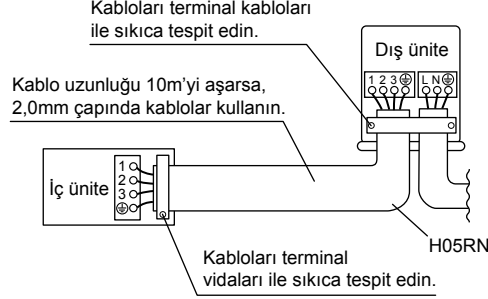 Kabloları terminal kabloları
ile sıkıca tespit edin.
Dış ünite
1 2 3
L N
Kablo uzunluğu 10m’yi aşarsa,
2,0mm çapında kablolar kullanın.
İç ünite
1
2
3
H05RN
Kabloları terminal
vidaları ile sıkıca tespit edin.